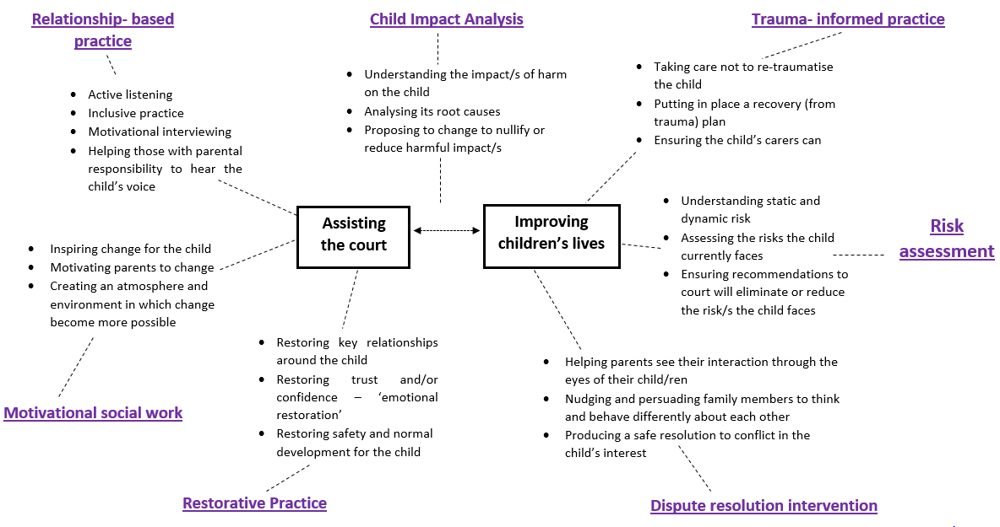 Relationship- based
practice
• Active listening
• Inclusive practice
• Motivational interviewing
• Helping those with parental
responsibility to hear the
child's voice
Child Impact Analysis
• Understanding the impact/s of harm
on the child
• Analysing its root causes
• Proposing to change to nullify or
reduce harmful impact/s
Trauma- informed practice
• Taking care not to re-traumatise
the child
• Putting in place a recovery (from
trauma) plan
• Ensuring the child's carers can
Assisting
the court
Improving
children's lives
• Understanding static and
dynamic risk
• Assessing the risks the child
currently faces
• Ensuring recommendations to
court will eliminate or reduce
the risk/s the child faces
Risk
assessment
• Inspiring change for the child
• Motivating parents to change
• Creating an atmosphere and
environment in which change
become more possible
Motivational social work
• Restoring key relationships
around the child
• Restoring trust and/or
confidence – 'emotional
restoration'
• Restoring safety and normal
development for the child
Restorative Practice
• Helping parents see their interaction through the
eyes of their child/ren
• Nudging and persuading family members to think
and behave differently about each other
• Producing a safe resolution to conflict in the
child's interest
Dispute resolution intervention